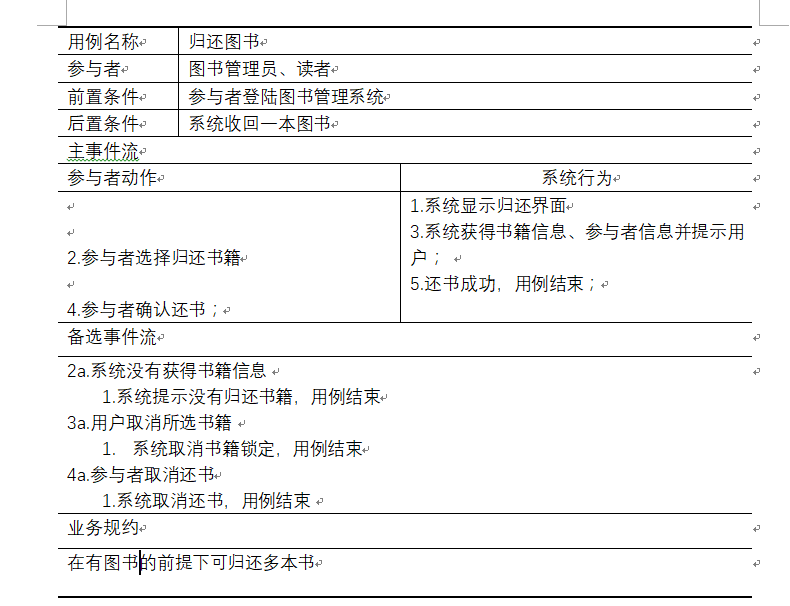 用例名称 归还图书
参与者 图书管理员、读者
前置条件 参与者登陆图书管理系统
后置条件 系统收回一本图书
主事件流
参与者动作 系统行为
1.系统显示归还界面
3.系统获得书籍信息、参与者信息并提示用
户；
2.参与者选择归还书籍
5.还书成功，用例结束；
4.参与者确认还书；
备选事件流
2a.系统没有获得书籍信息
1.系统提示没有归还书籍，用例结束
3a.用户取消所选书籍
1. 系统取消书籍锁定，用例结束
4a.参与者取消还书
1.系统取消还书，用例结束
业务规约
在有图书的前提下可归还多本书